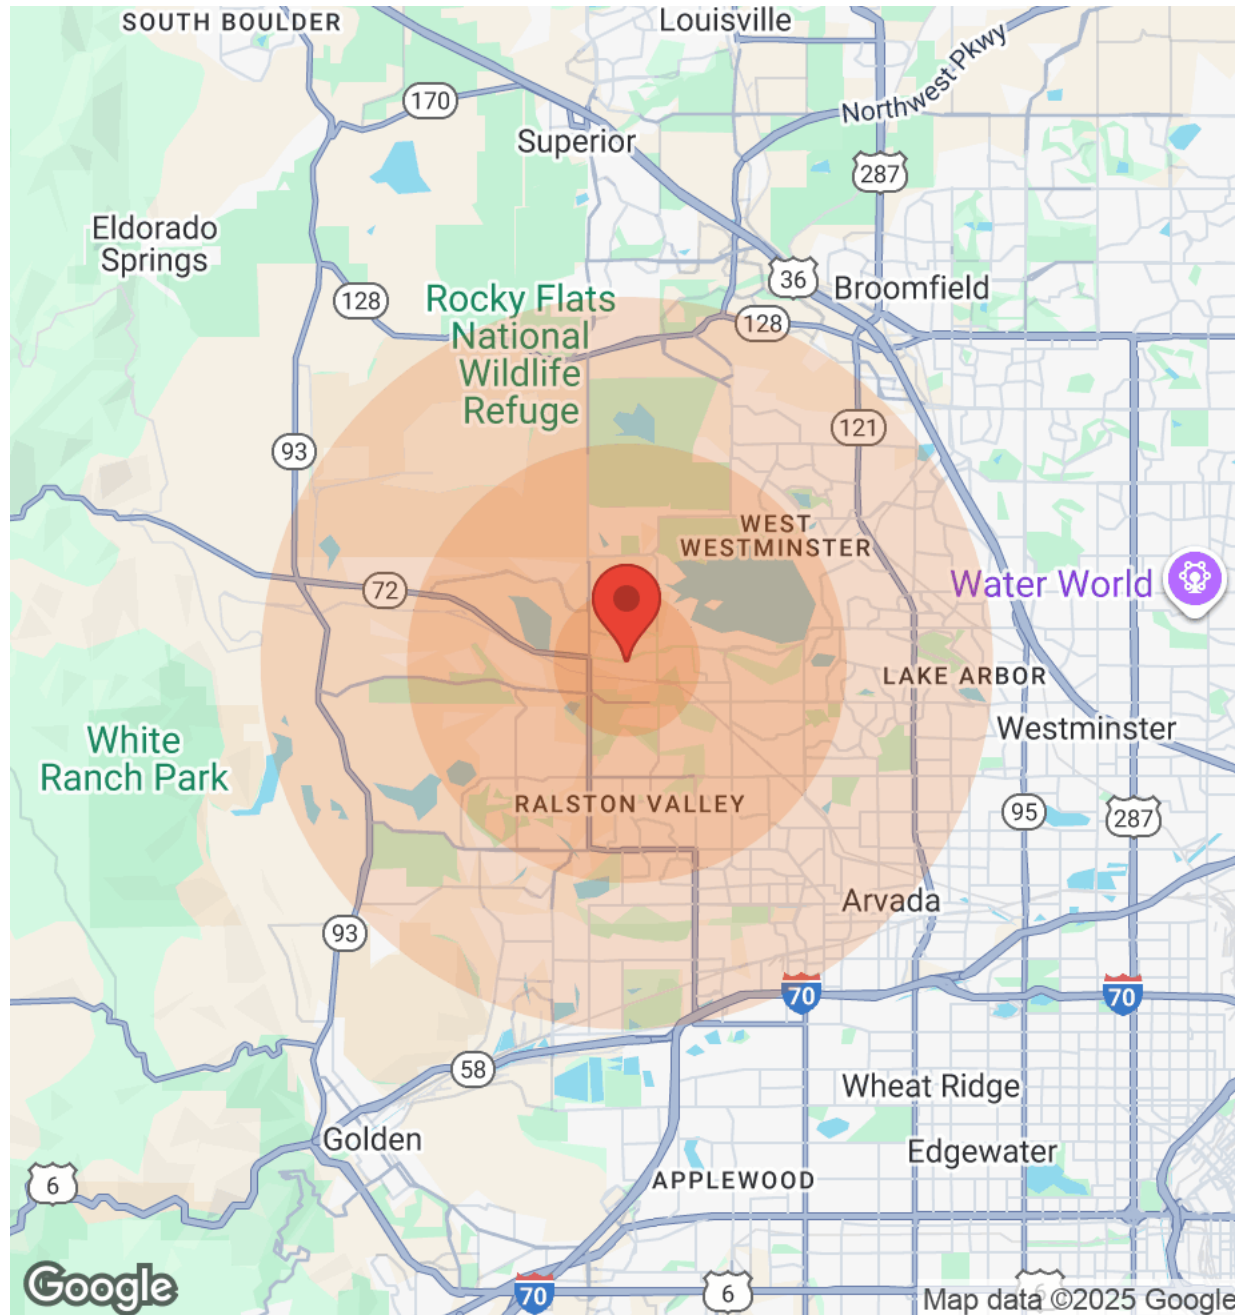 SOUTH BOULDER
Louisville
170
Northwest Pkwy
Superior
287
Eldorado
Springs
36
Broomfield
128
Rocky Flats
National
Wildlife
Refuge
128
121
93
WEST
WESTMINSTER
72
Water World
LAKE ARBOR
White
Ranch Park
Westminster
RALSTON VALLEY
95
287
Arvada
93
70
70
58
Wheat Ridge
Golden
Edgewater
APPLEWOOD
6
Google
70
6
6
Map data ©2025 Google